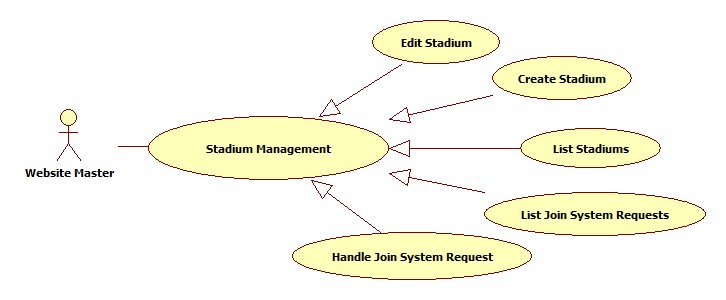 Edit Stadium
Create Stadium
Stadium Management
List Stadiums
Website Master
List Join System Requests
Handle Join System Request